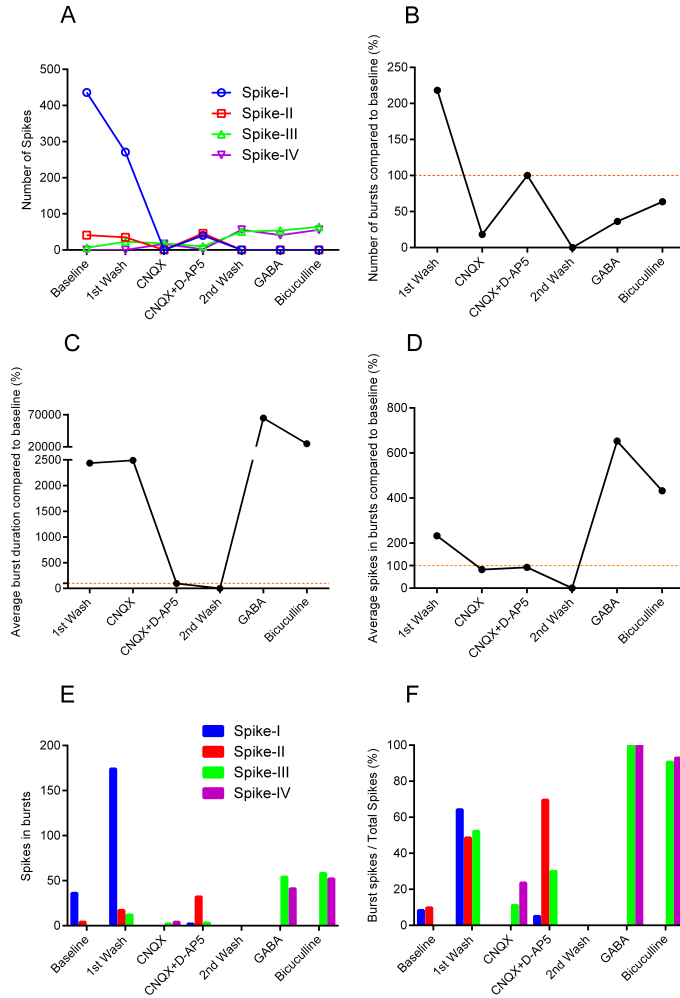 A
Number of Spikes
500
400
300
200
100
0
Spike-I
Spike-II
Spike-III
Spike-IV
Baseline
1st Wash
CNQX
CNQX+D-AP5
2nd Wash
GABA
Bicuculline
B
Number of bursts compared to baseline (%)
250
200
150
100
50
0
1st Wash
CNQX
CNQX+D-AP5
2nd Wash
GABA
Bicuculline
C
Average burst duration compared to baseline (%)
70000
20000
2500
2000
1500
1000
500
0
1st Wash
CNQX
CNQX+D-AP5
2nd Wash
GABA
Bicuculline
D
Average spikes in bursts compared to baseline (%)
800
600
400
200
100
0
1st Wash
CNQX
CNQX+D-AP5
2nd Wash
GABA
Bicuculline
E
Spikes in bursts
200
150
100
50
0
Spike-I
Spike-II
Spike-III
Spike-IV
Baseline
1st Wash
CNQX
CNQX+D-AP5
2nd Wash
GABA
Bicuculline
F
Burst spikes / Total Spikes (%)
100
80
60
40
20
0
Baseline
1st Wash
CNQX
CNQX+D-AP5
2nd Wash
GABA
Bicuculline